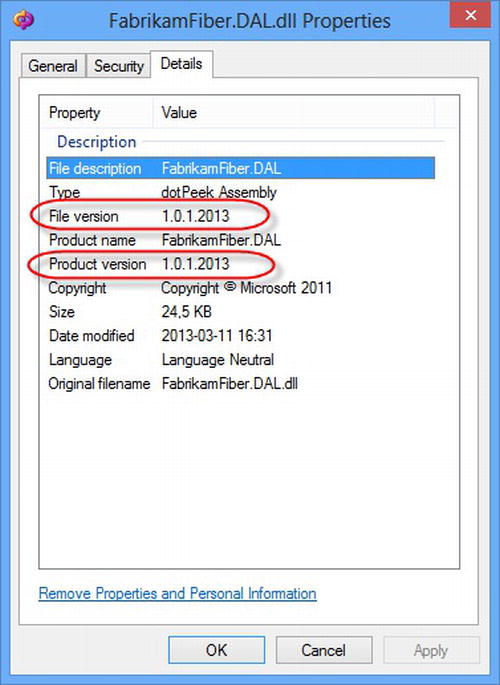 FabrikamFiber.DAL.dll Properties
General Security Details
Property Value
Description
File description FabrikamFiber.DAL
Type dotPeek Assembly
File version 1.0.1.2013
Product name FabrikamFiber.DAL
Product version 1.0.1.2013
Copyright Copyright © Microsoft 2011
Size 24,5 KB
Date modified 2013-03-11 16:31
Language Language Neutral
Original filename FabrikamFiber.DAL.dll
Remove Properties and Personal Information
OK Cancel Apply